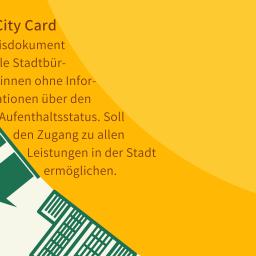 City Card
isdokument
le Stadtbür-
innen ohne Infor-
ationen über den
Aufenthaltsstatus. Soll
den Zugang zu allen
Leistungen in der Stadt
ermöglichen.